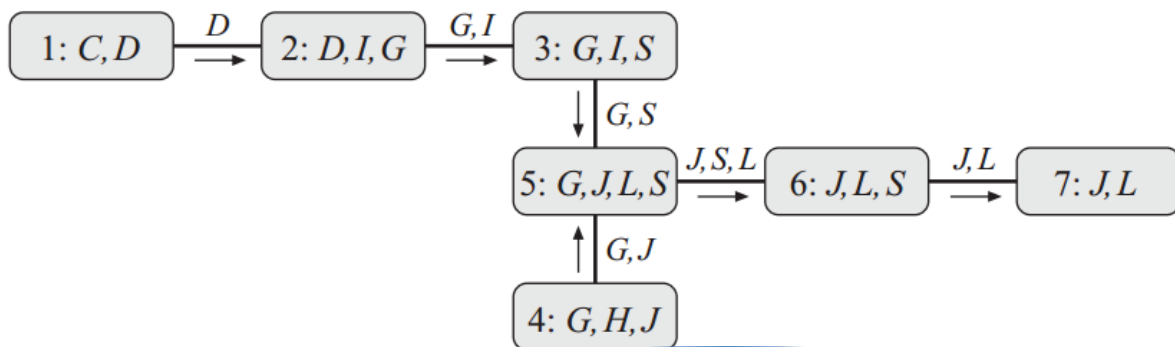 D
G, I
1: C, D
2: D, I, G
3: G, I, S
G, S
J, S, L
J, L
5: G, J, L, S
6: J, L, S
7: J, L
G, J
4: G, H, J